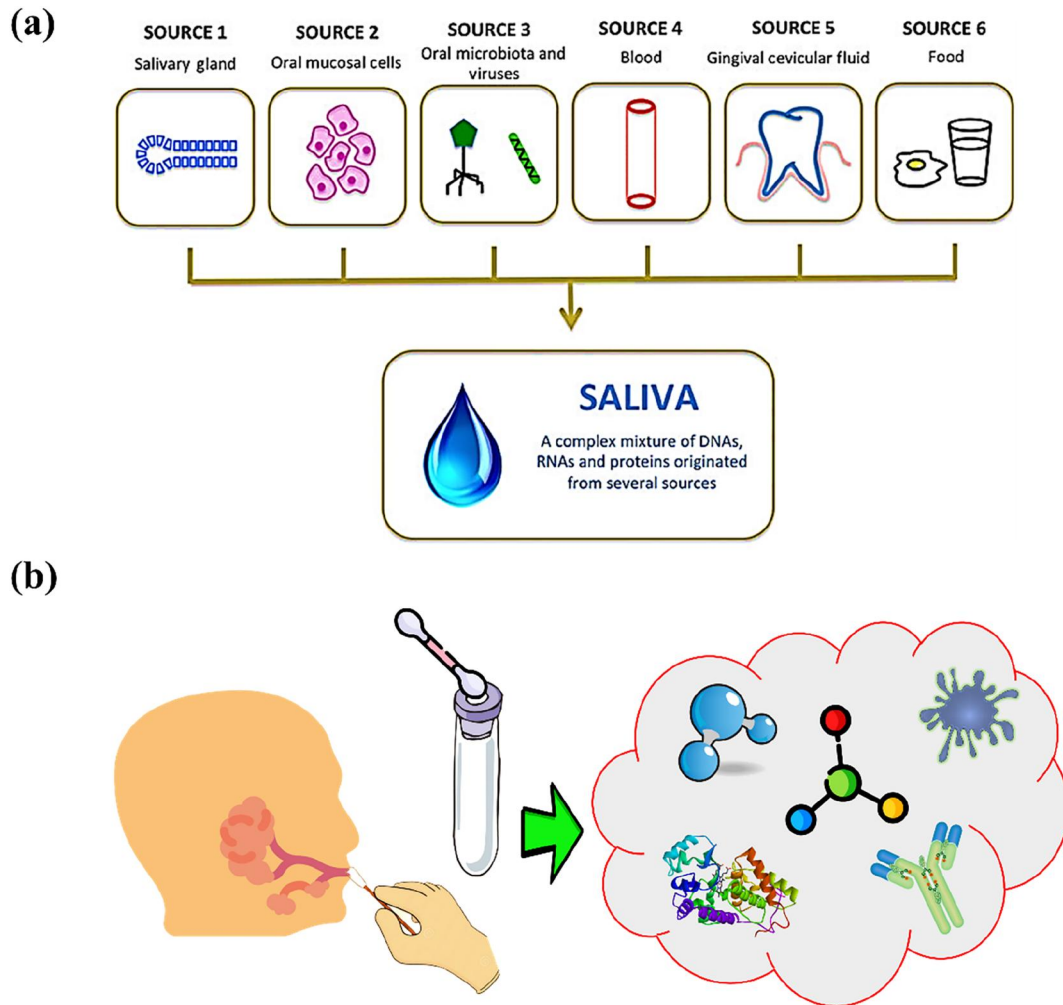 (a)
SOURCE 1
Salivary gland
SOURCE 2
Oral mucosal cells
SOURCE 3
Oral microbiota and
viruses
SOURCE 4
Blood
SOURCE 5
Gingival cevicular fluid
SOURCE 6
Food
SALIVA
A complex mixture of DNAs,
RNAs and proteins originated
from several sources
(b)